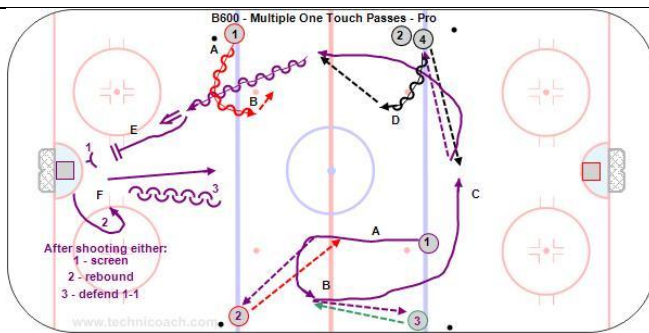 B600 - Multiple One Touch Passes - Pro
A
1
2
4
B
D
E
1
F
3
C
2
A
1
After shooting either:
1 - screen
2 - rebound
3 - defend 1-1
B
2
3
www.technicoach.com